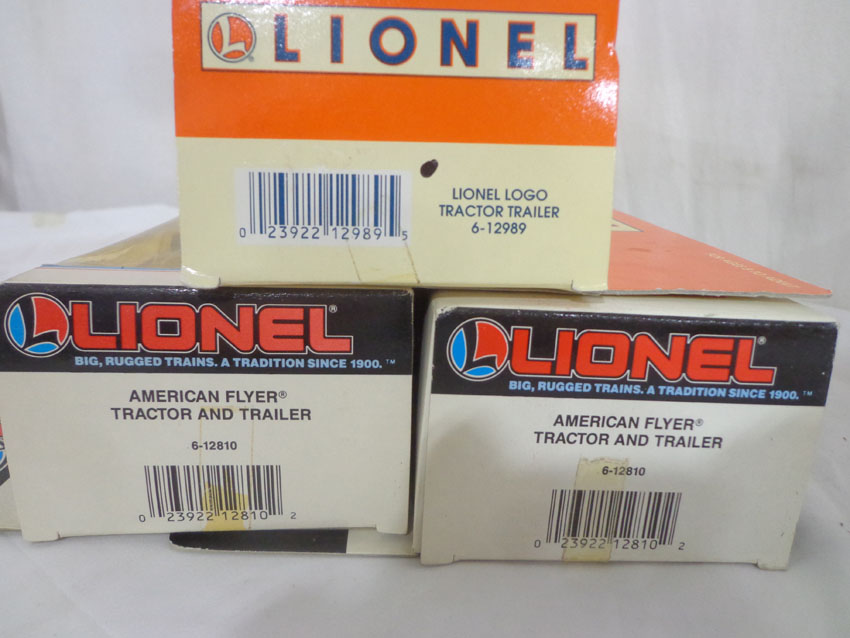 LIONEL
LIONEL LOGO
TRACTOR TRAILER
6-12989
0 23922 12989 5
LIONEL®
BIG, RUGGED TRAINS. A TRADITION SINCE 1900.™
AMERICAN FLYER®
TRACTOR AND TRAILER
6-12810
0 23922 12810 2
LIONEL®
BIG, RUGGED TRAINS. A TRADITION SINCE 1900.™
AMERICAN FLYER®
TRACTOR AND TRAILER
6-12810
0 23922 12810 2